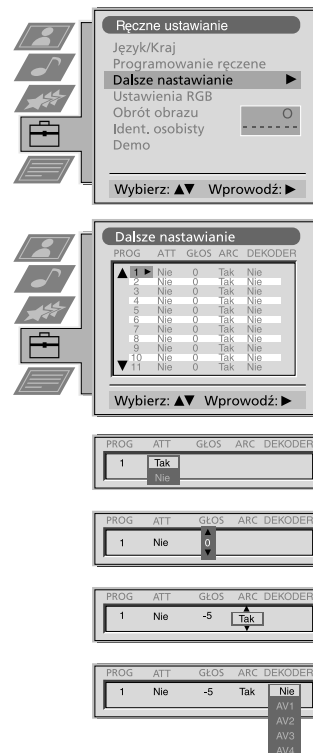 Ręczne ustawianie
Język/Kraj
Programowanie ręczene
Dalsze nastawianie ▶
Ustawienia RGB
Obrót obrazu O
Ident. osobisty - - - - - -
Demo
Wybierz: ▲▼ Wprowodź: ▶
Dalsze nastawianie
PROG ATT GŁOS ARC DEKODER
▲ 1 ▶ Nie 0 Tak Nie
2 Nie 0 Tak Nie
3 Nie 0 Tak Nie
4 Nie 0 Tak Nie
5 Nie 0 Tak Nie
6 Nie 0 Tak Nie
7 Nie 0 Tak Nie
8 Nie 0 Tak Nie
9 Nie 0 Tak Nie
10 Nie 0 Tak Nie
▼ 11 Nie 0 Tak Nie
Wybierz: ▲▼ Wprowodź: ▶
PROG ATT GŁOS ARC DEKODER
1 Tak
Nie
PROG ATT GŁOS ARC DEKODER
1 Nie 0
PROG ATT GŁOS ARC DEKODER
1 Nie -5 Tak
PROG ATT GŁOS ARC DEKODER
1 Nie -5 Tak Nie
AV1
AV2
AV3
AV4